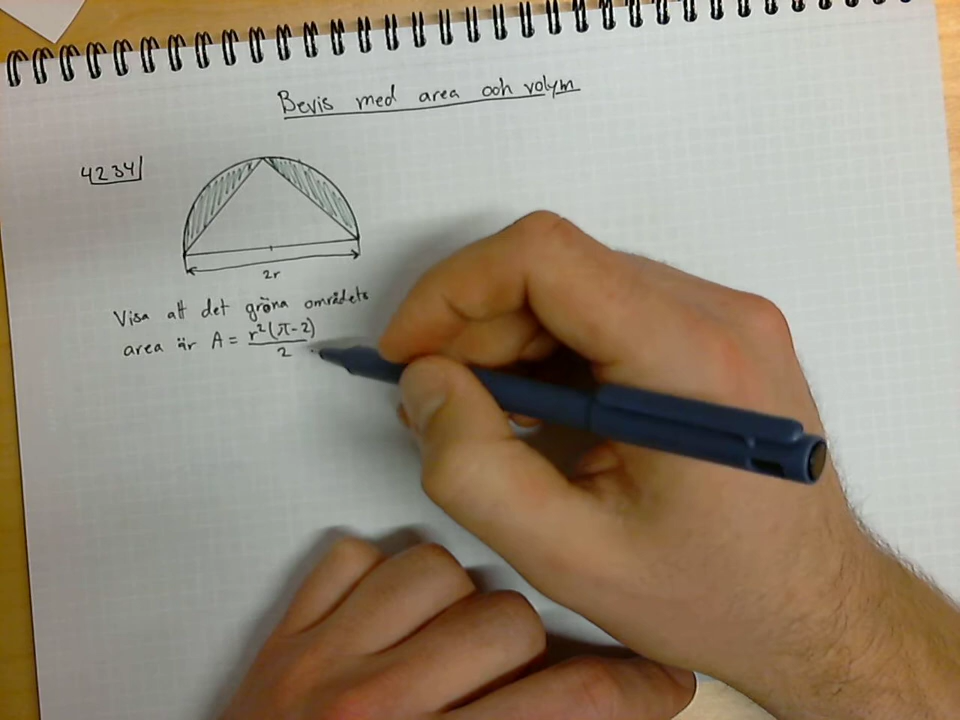 Bevis med area och volym
4234
2r
Visa att det gröna områdets
area är A = r²(π-2)/2